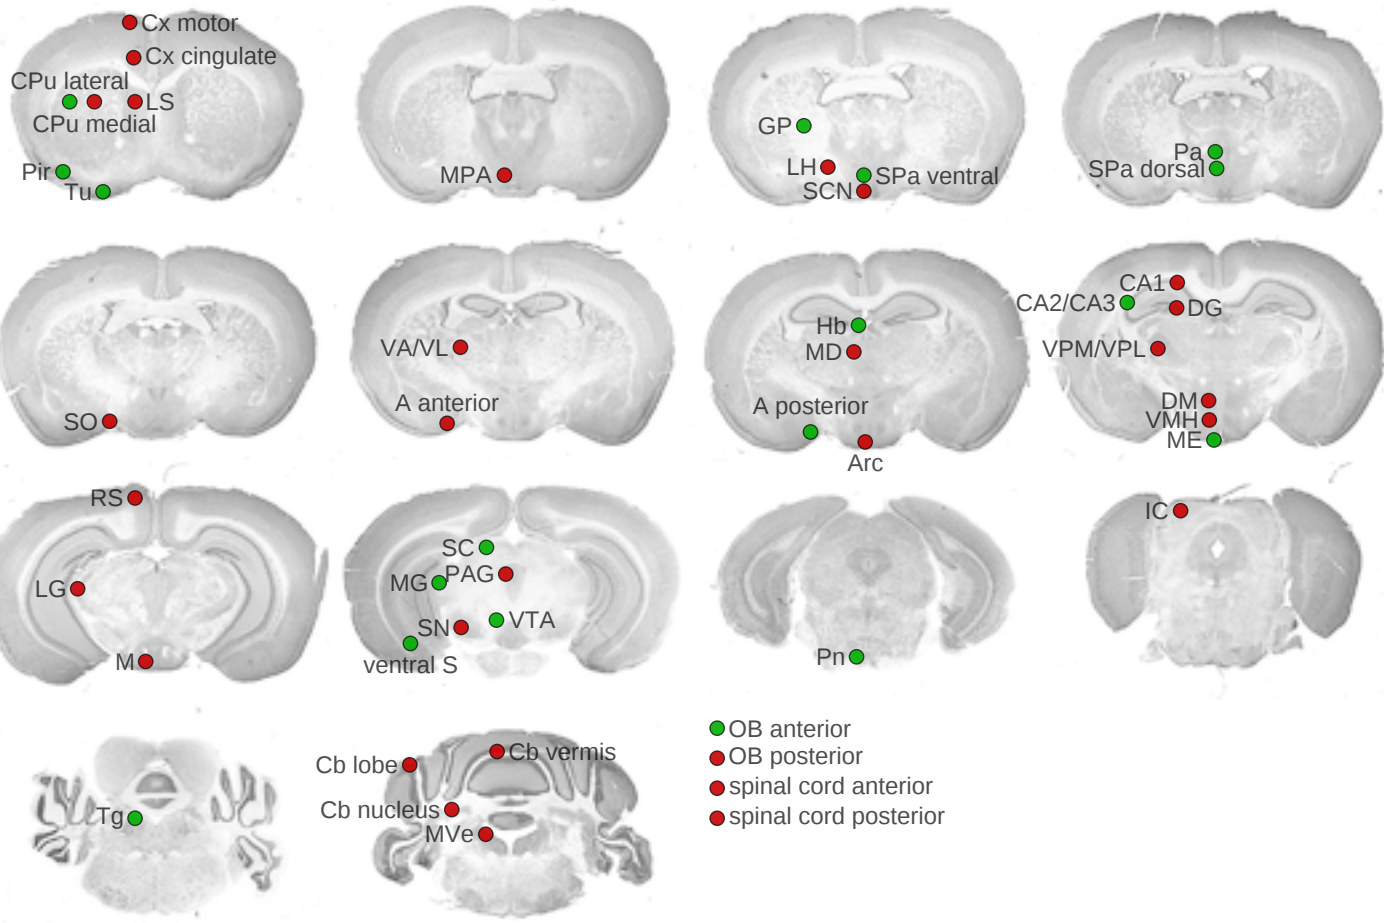 Cx motor
Cx cingulate
CPu lateral
LS
CPu medial
Pir
Tu
MPA
GP
LH
SPa ventral
SCN
Pa
SPa dorsal
SO
VA/VL
A anterior
Hb
MD
A posterior
Arc
CA1
CA2/CA3
DG
VPM/VPL
DM
VMH
ME
RS
LG
M
SC
MG
PAG
SN
VTA
ventral S
Pn
IC
Tg
Cb lobe
Cb vermis
Cb nucleus
MVe
OB anterior
OB posterior
spinal cord anterior
spinal cord posterior